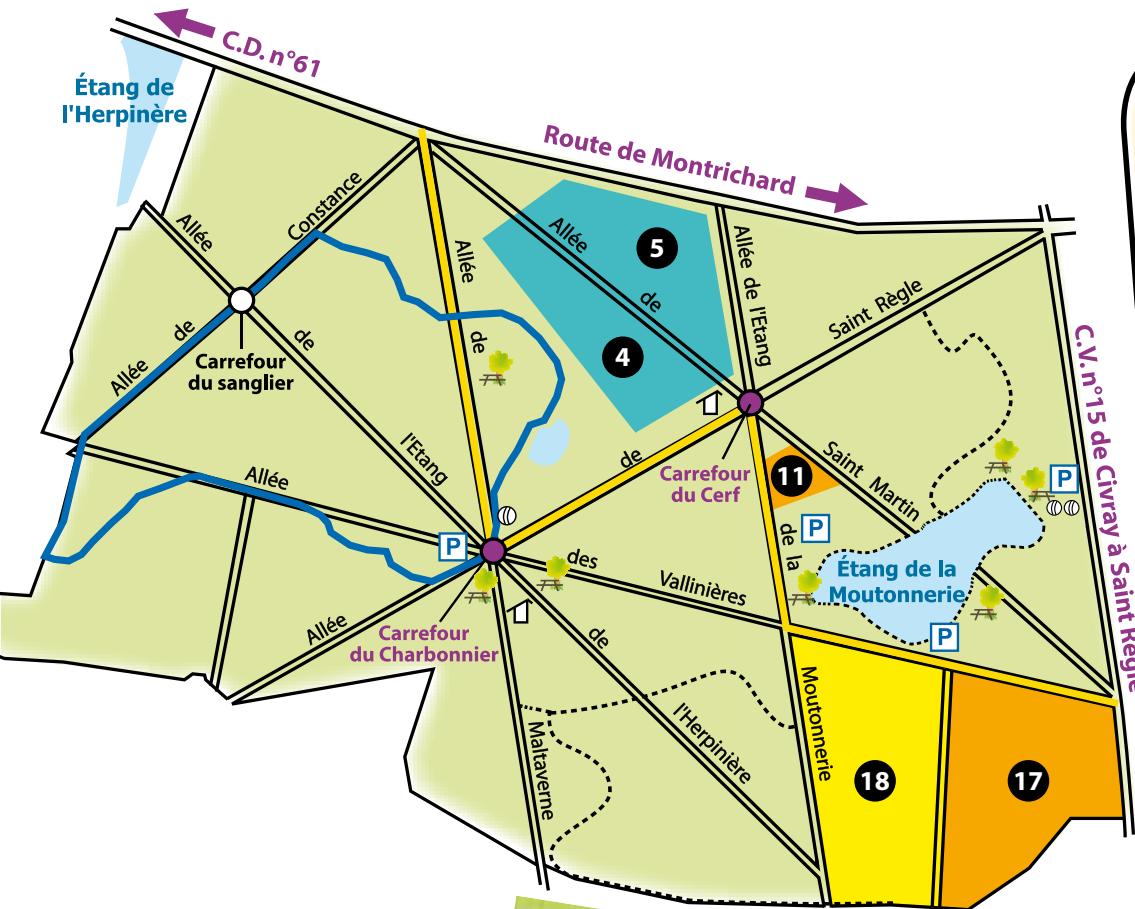 C.D. n°61
Étang de
l'Herpinère
Route de Montrichard
Allée de Constance
Allée de l'Etang
Allée de Maltaverne
Allée de Saint Martin
5
4
Allée de l'Etang
Allée de Saint Règle
Carrefour
du sanglier
Carrefour
du Cerf
11
P
P
P
P
C.V. n°15 de Civray à Saint Règle
Étang de la
Moutonnerie
Allée des Vallinières
de la Moutonnerie
de l'Herpinière
Carrefour
du Charbonnier
18
17